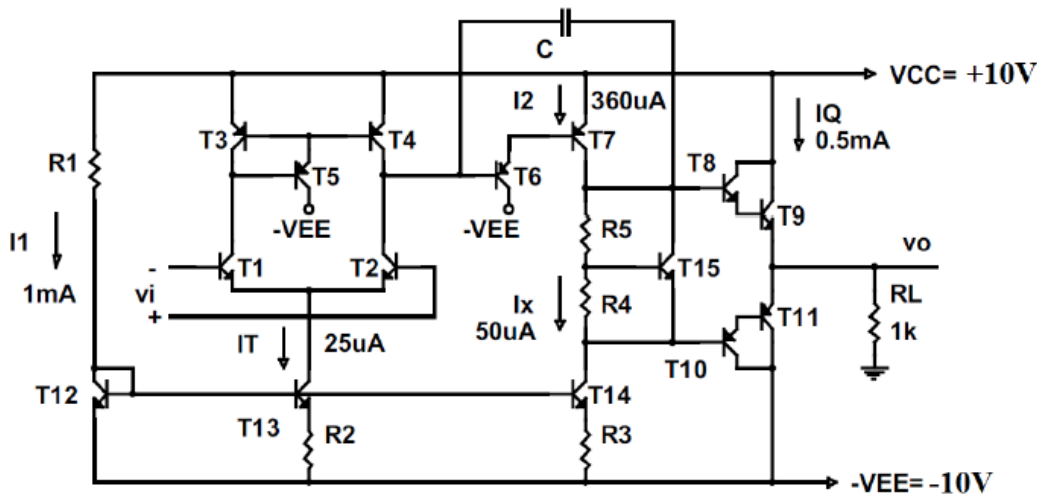 C
VCC= +10V
I2
360uA
IQ
0.5mA
T3
T4
T7
R1
T5
T6
T8
-VEE
-VEE
T9
I1
R5
vo
-
T1
T2
T15
1mA
vi
Ix
R4
RL
+
50uA
T11
1k
IT
25uA
T10
T12
T14
T13
R2
R3
-VEE= -10V